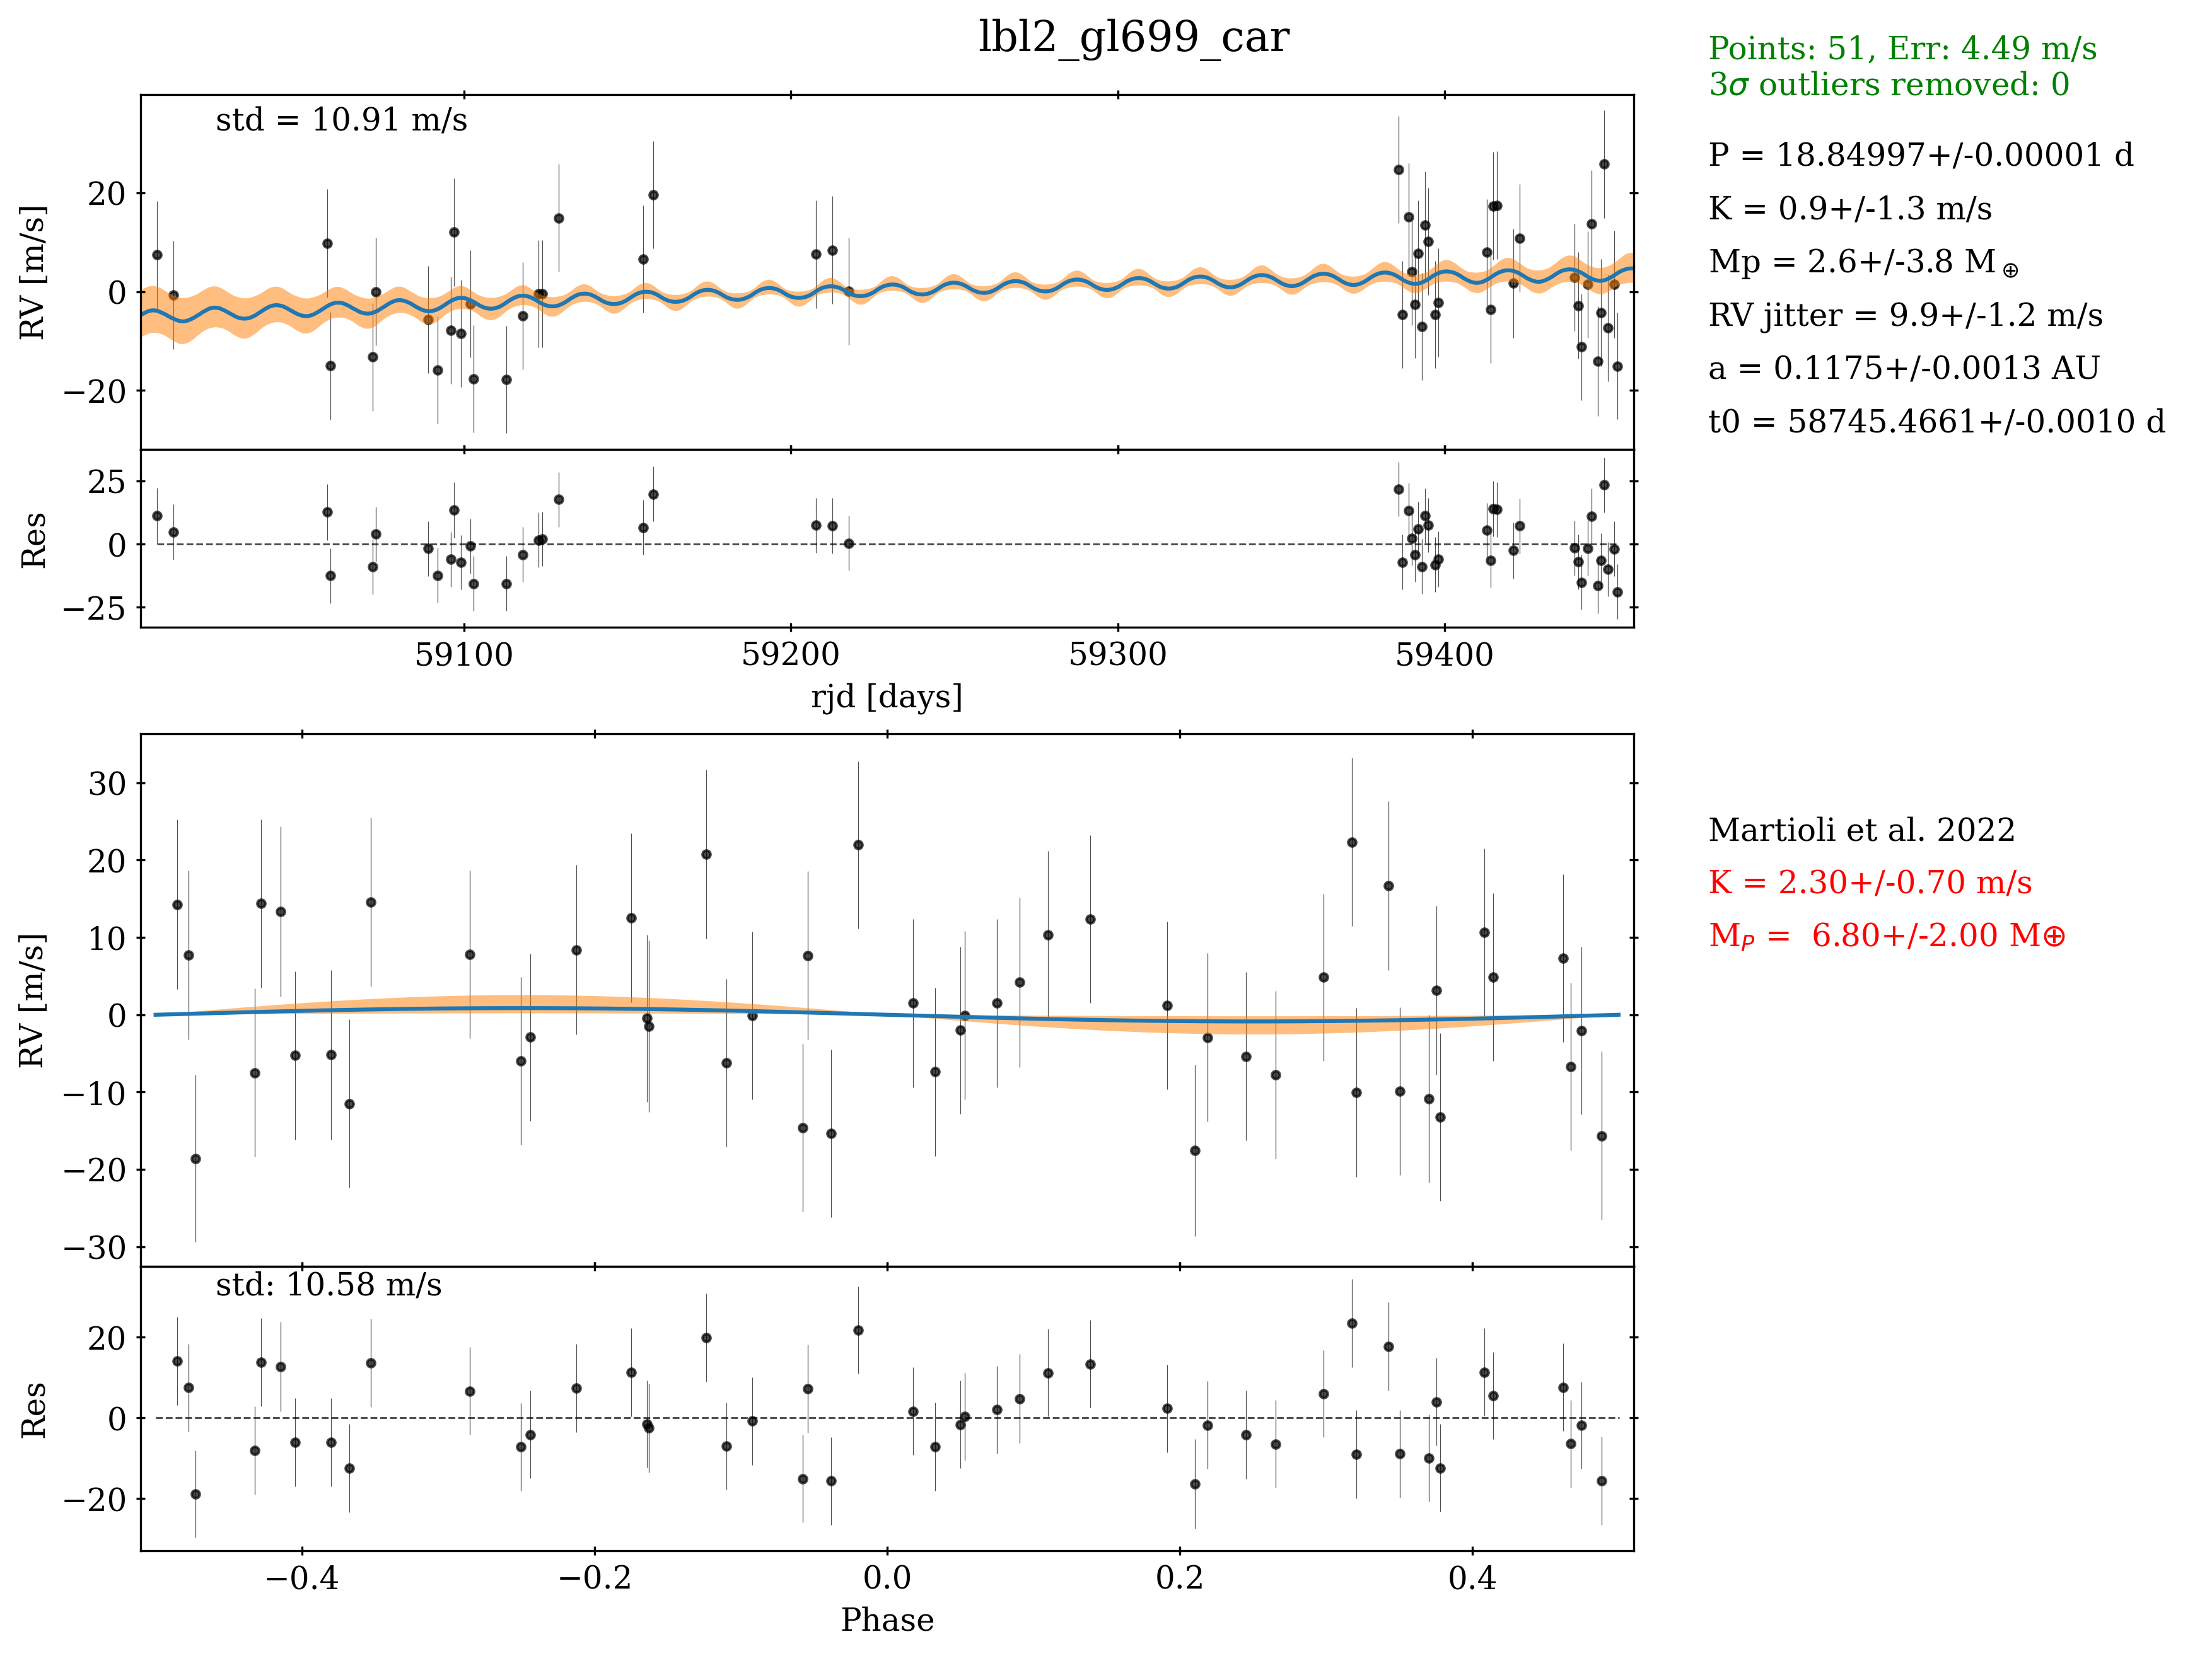 lbl2_gl699_car
Points: 51, Err: 4.49 m/s
3σ outliers removed: 0
std = 10.91 m/s
P = 18.84997+/-0.00001 d
K = 0.9+/-1.3 m/s
Mp = 2.6+/-3.8 M⊕
RV jitter = 9.9+/-1.2 m/s
a = 0.1175+/-0.0013 AU
t0 = 58745.4661+/-0.0010 d
RV [m/s]
20
0
−20
Res
25
0
−25
59100 59200 59300 59400
rjd [days]
RV [m/s]
30
20
10
0
−10
−20
−30
Martioli et al. 2022
K = 2.30+/-0.70 m/s
M_P = 6.80+/-2.00 M⊕
std: 10.58 m/s
Res
20
0
−20
−0.4 −0.2 0.0 0.2 0.4
Phase